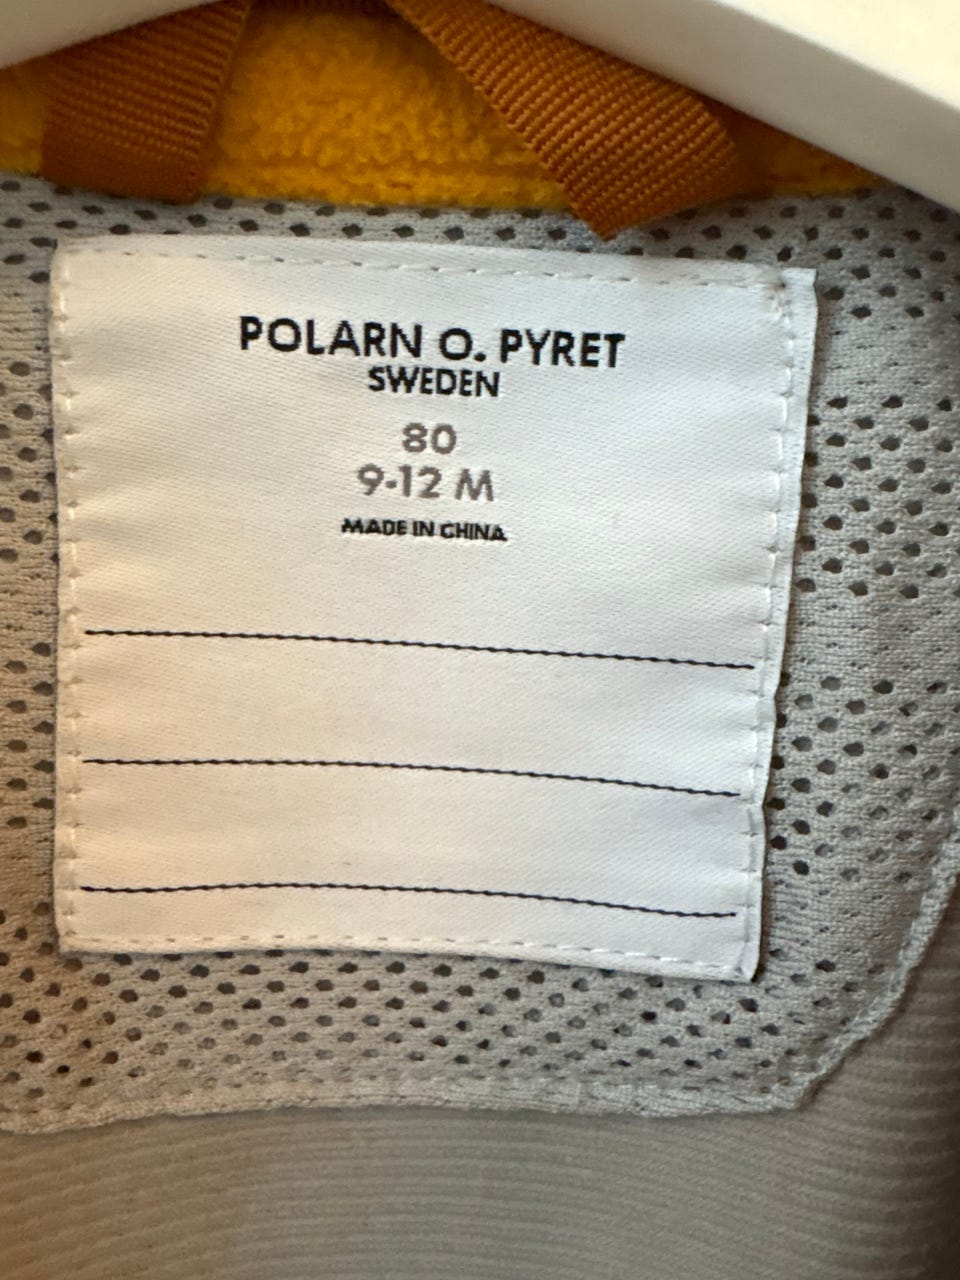 POLARN O. PYRET
SWEDEN
80
9-12 M
MADE IN CHINA